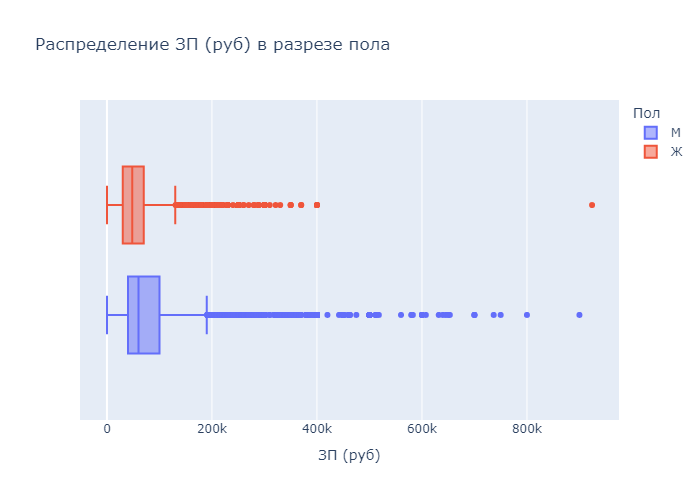 Распределение ЗП (руб) в разрезе пола
Пол
М
Ж
0
200k
400k
600k
800k
ЗП (руб)